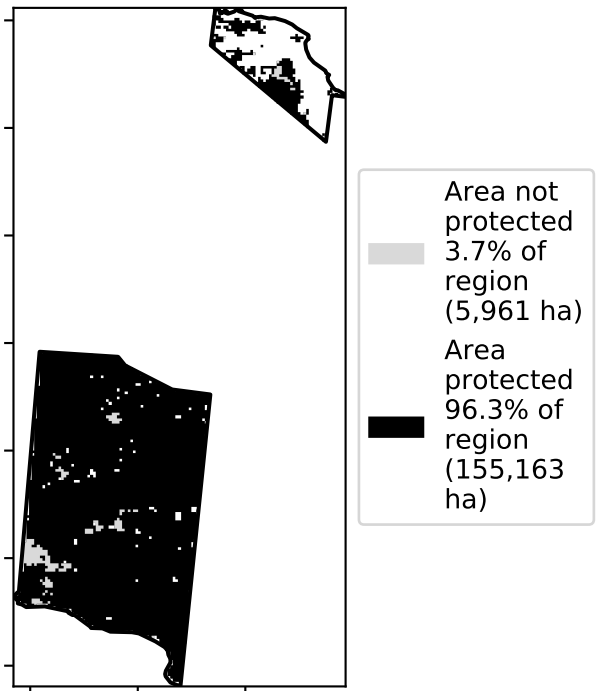 Area not
protected
3.7% of
region
(5,961 ha)
Area
protected
96.3% of
region
(155,163
ha)